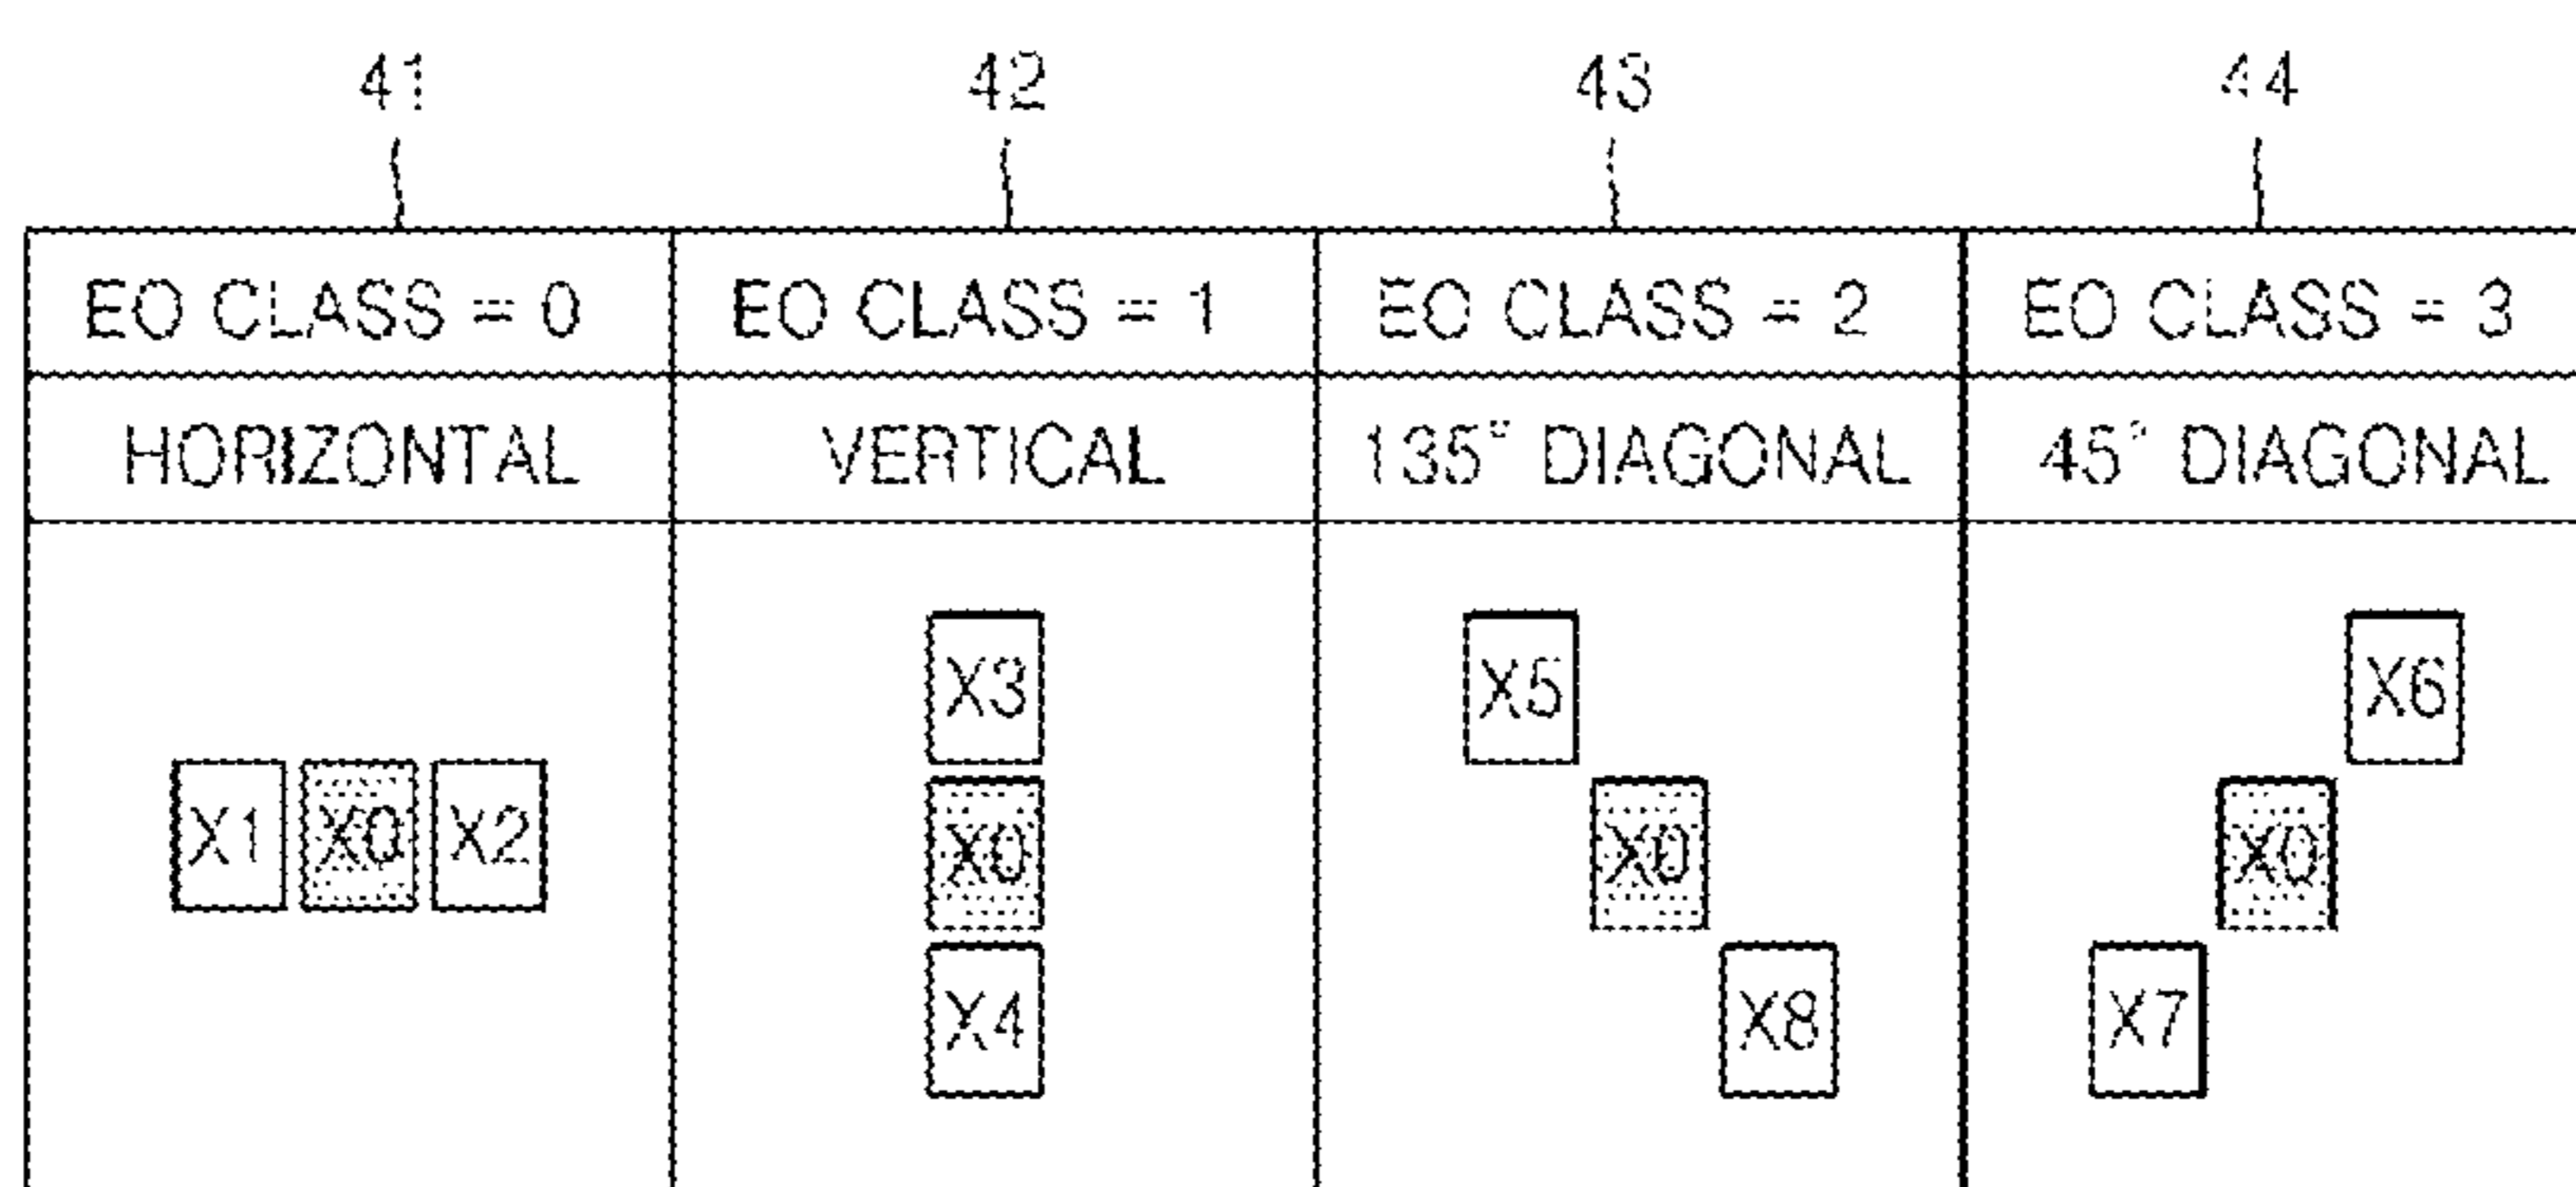 41 42 43 44
EO CLASS = 0 EO CLASS = 1 EO CLASS = 2 EO CLASS = 3
HORIZONTAL VERTICAL 135° DIAGONAL 45° DIAGONAL
X3 X5 X6
X1 X0 X2 X0 X0 X0
X4 X8 X7